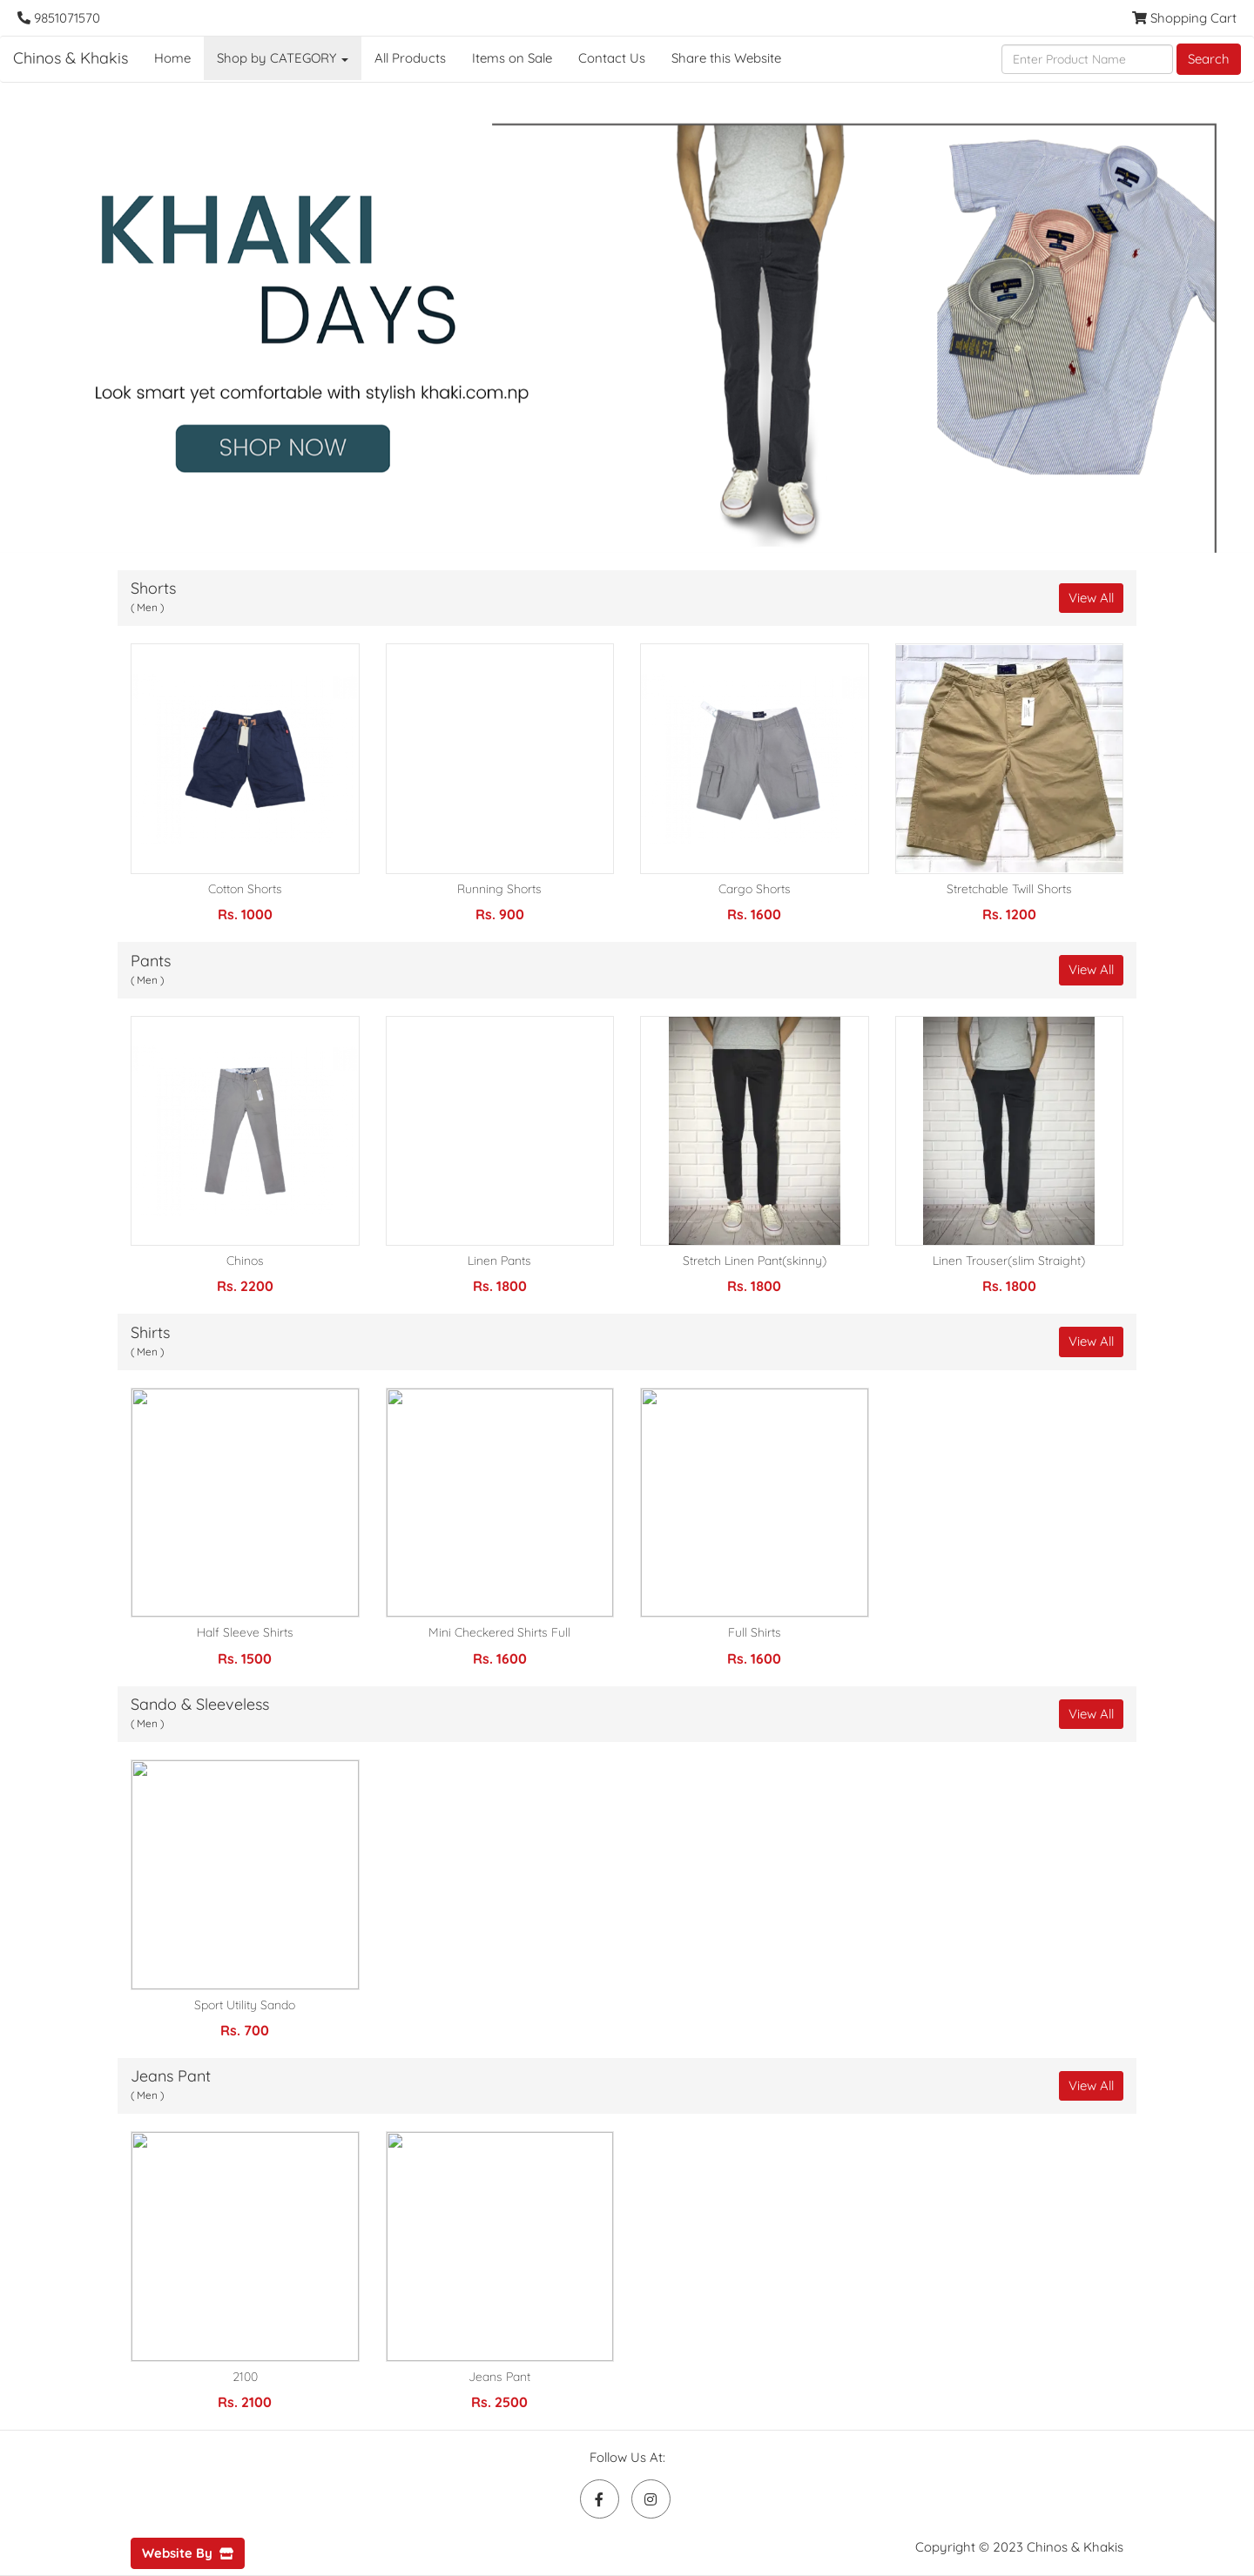 9851071570
Shopping Cart
Chinos & Khakis
Home
Shop by CATEGORY
All Products
Items on Sale
Contact Us
Share this Website
Enter Product Name
Search
KHAKI
DAYS
Look smart yet comfortable with stylish khaki.com.np
SHOP NOW
Shorts
( Men )
View All
Cotton Shorts
Rs. 1000
Running Shorts
Rs. 900
Cargo Shorts
Rs. 1600
Stretchable Twill Shorts
Rs. 1200
Pants
( Men )
View All
Chinos
Rs. 2200
Linen Pants
Rs. 1800
Stretch Linen Pant(skinny)
Rs. 1800
Linen Trouser(slim Straight)
Rs. 1800
Shirts
( Men )
View All
Half Sleeve Shirts
Rs. 1500
Mini Checkered Shirts Full
Rs. 1600
Full Shirts
Rs. 1600
Sando & Sleeveless
( Men )
View All
Sport Utility Sando
Rs. 700
Jeans Pant
( Men )
View All
2100
Rs. 2100
Jeans Pant
Rs. 2500
Follow Us At:
Website By
Copyright © 2023 Chinos & Khakis